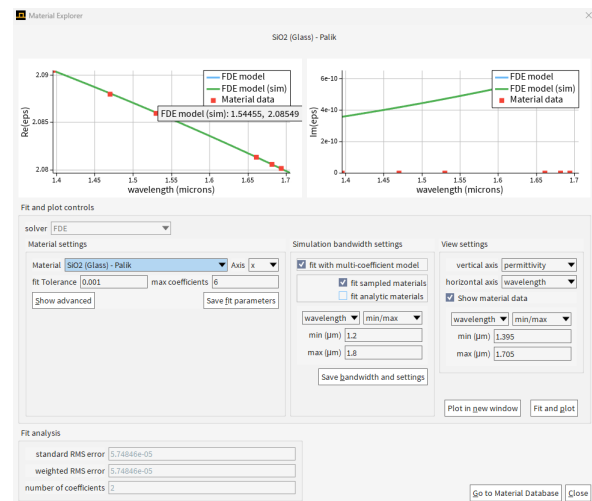 Material Explorer
SiO2 (Glass) - Palik
2.09
2.085
2.08
Re(eps)
FDE model
FDE model (sim)
Material data
FDE model (sim): 1.54455, 2.08549
1.4 1.45 1.5 1.55 1.6 1.65 1.7
wavelength (microns)
6e-10
4e-10
2e-10
0
Im(eps)
FDE model
FDE model (sim)
Material data
1.4 1.45 1.5 1.55 1.6 1.65 1.7
wavelength (microns)
Fit and plot controls
solver FDE
Material settings
Material SiO2 (Glass) - Palik Axis x
fit Tolerance 0.001 max coefficients 6
Show advanced Save fit parameters
Simulation bandwidth settings
fit with multi-coefficient model
fit sampled materials
fit analytic materials
wavelength min/max
min (µm) 1.2
max (µm) 1.8
Save bandwidth and settings
View settings
vertical axis permittivity
horizontal axis wavelength
Show material data
wavelength min/max
min (µm) 1.395
max (µm) 1.705
Plot in new window Fit and plot
Fit analysis
standard RMS error 5.74846e-05
weighted RMS error 5.74846e-05
number of coefficients 2
Go to Material Database Close